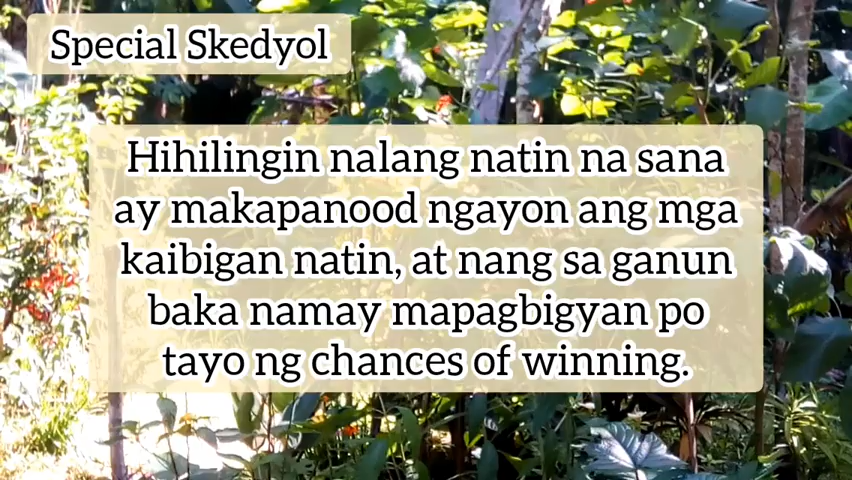 Special Skedyol
Hihilingin nalang natin na sana
ay makapanood ngayon ang mga
kaibigan natin, at nang sa ganun
baka namay mapagbigyan po
tayo ng chances of winning.